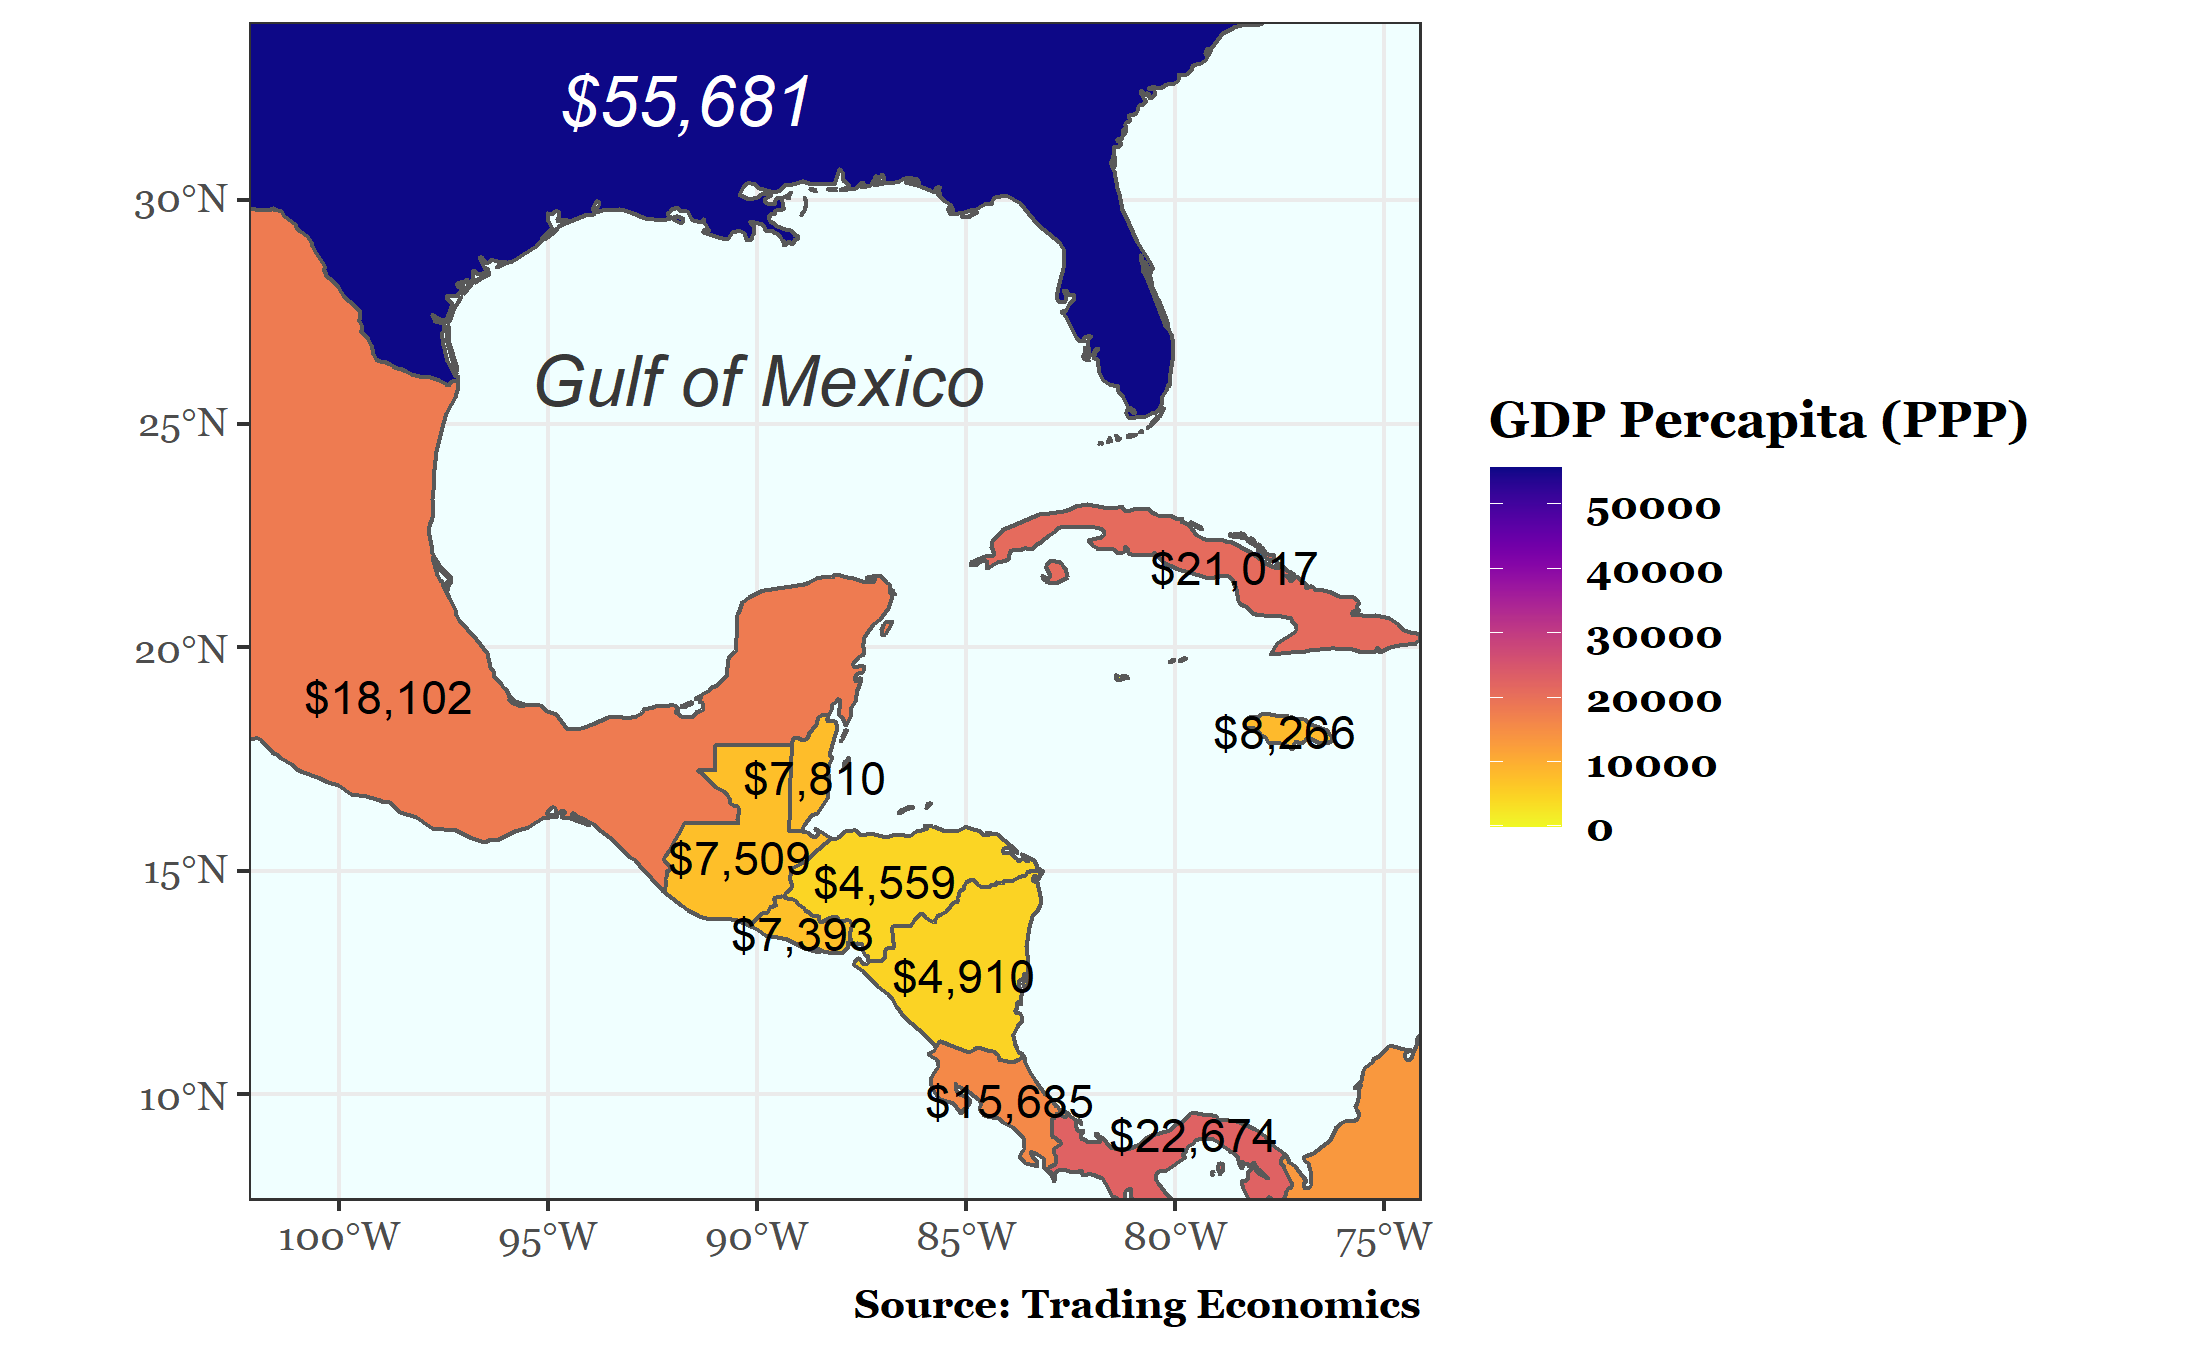 $55,681
30°N
Gulf of Mexico
25°N
GDP Percapita (PPP)
50000
40000
30000
20000
10000
0
$21,017
20°N
$18,102
$8,266
$7,810
15°N
$7,509
$4,559
$7,393
$4,910
10°N
$15,685
$22,674
100°W
95°W
90°W
85°W
80°W
75°W
Source: Trading Economics